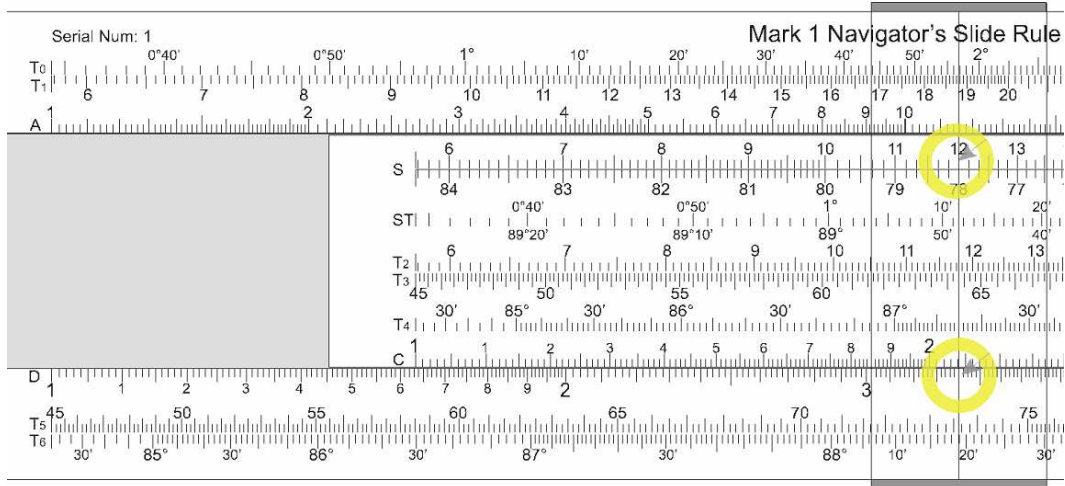 Serial Num: 1
Mark 1 Navigator's Slide Rule
0°40' 0°50' 1° 10' 20' 30' 40' 50' 2°
T0
T1
6 7 8 9 10 11 12 13 14 15 16 17 18 19 20
A 1 2 3 4 5 6 7 8 9 10
6 7 8 9 10 11 12 13
S
84 83 82 81 80 79 78 77
0°40' 0°50' 1° 10' 20'
ST
89°20' 89°10' 89° 50' 40'
6 7 8 9 10 11 12 13
T2
T3
45 50 55 60 65
30' 85° 30' 86° 30' 87° 30'
T4
C 1 1 2 3 4 5 6 7 8 9 2
D 1 1 2 3 4 5 6 7 8 9 2 3
45 50 55 60 65 70 75
T5
T6
30' 85° 30' 86° 30' 87° 30' 88° 10' 20' 30'